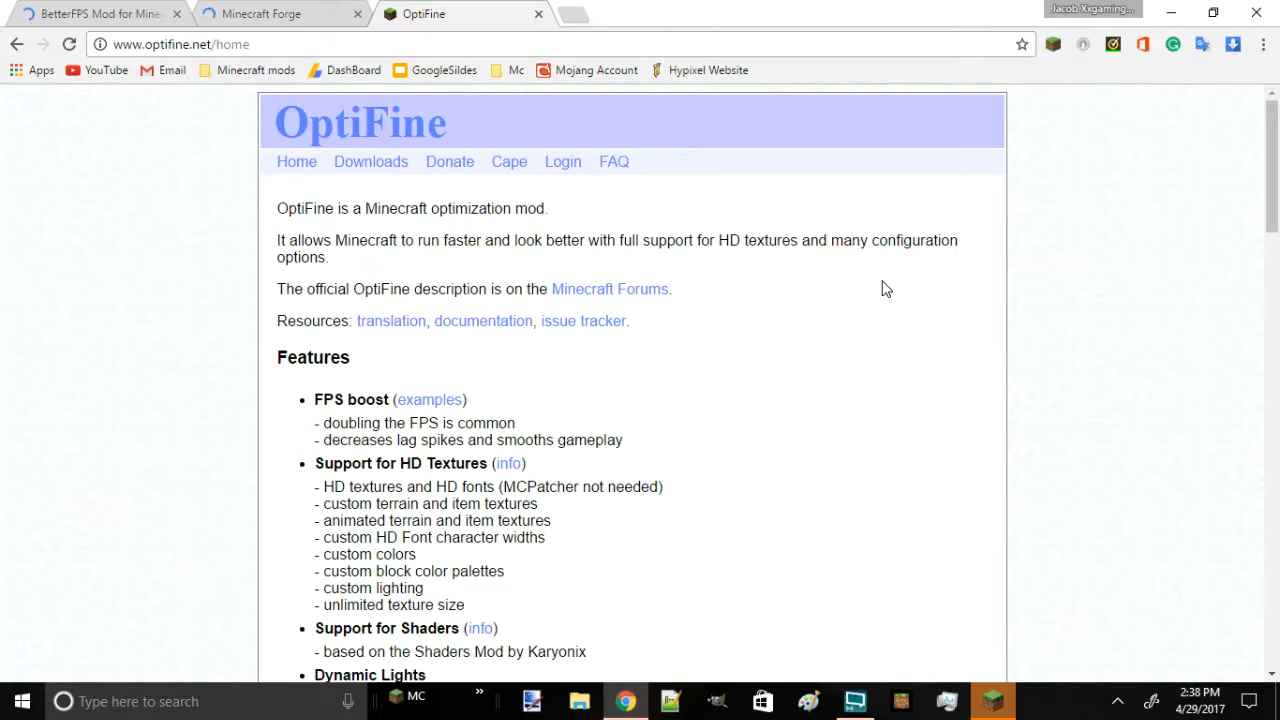 BetterFPS Mod for Mine
Minecraft Forge
OptiFine
Jacob Xxgaming...
www.optifine.net/home
Apps
YouTube
Email
Minecraft mods
DashBoard
GoogleSildes
Mc
Mojang Account
Hypixel Website
OptiFine
Home Downloads Donate Cape Login FAQ
OptiFine is a Minecraft optimization mod.
It allows Minecraft to run faster and look better with full support for HD textures and many configuration
options.
The official OptiFine description is on the Minecraft Forums.
Resources: translation, documentation, issue tracker.
Features
• FPS boost (examples)
- doubling the FPS is common
- decreases lag spikes and smooths gameplay
• Support for HD Textures (info)
- HD textures and HD fonts (MCPatcher not needed)
- custom terrain and item textures
- animated terrain and item textures
- custom HD Font character widths
- custom colors
- custom block color palettes
- custom lighting
- unlimited texture size
• Support for Shaders (info)
- based on the Shaders Mod by Karyonix
• Dynamic Lights
Type here to search
MC
2:38 PM
4/29/2017